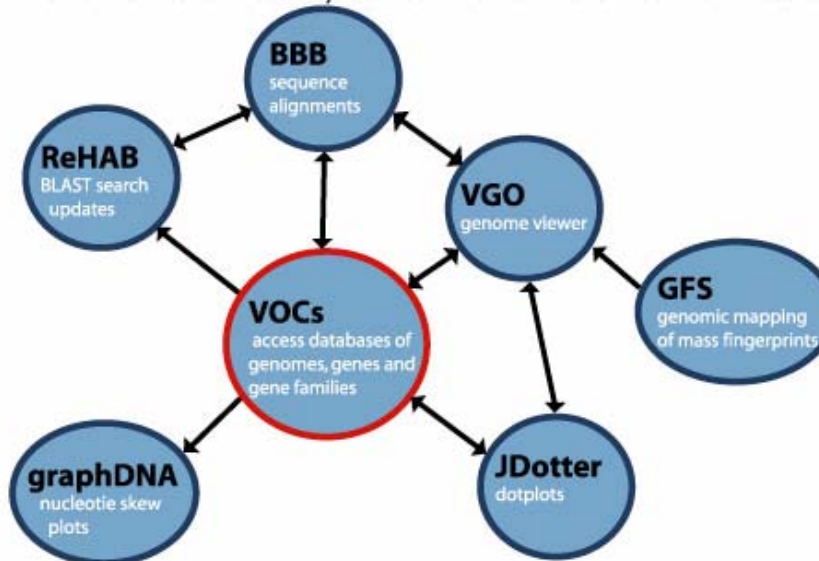 BBB
sequence
alignments
ReHAB
BLAST search
updates
VGO
genome viewer
GFS
genomic mapping
of mass fingerprints
VOCs
access databases of
genomes, genes and
gene families
graphDNA
nucleotie skew
plots
JDotter
dotplots